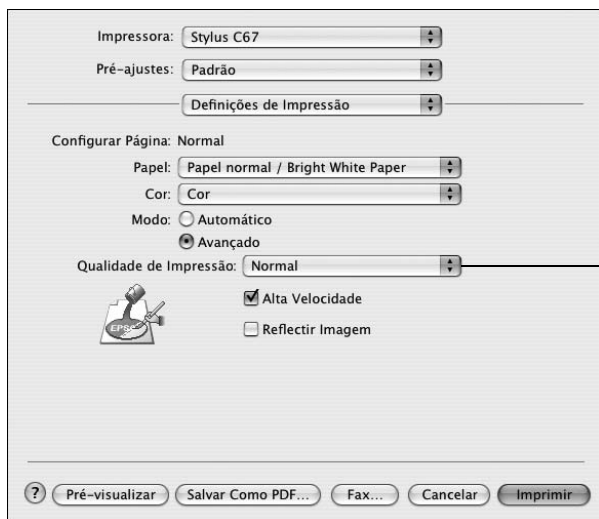 Impressora: Stylus C67
Pré-ajustes: Padrão
Definições de Impressão
Configurar Página: Normal
Papel: Papel normal / Bright White Paper
Cor: Cor
Modo: Automático
Avançado
Qualidade de Impressão: Normal
Alta Velocidade
Reflectir Imagem
EPSO
? Pré-visualizar Salvar Como PDF... Fax... Cancelar Imprimir